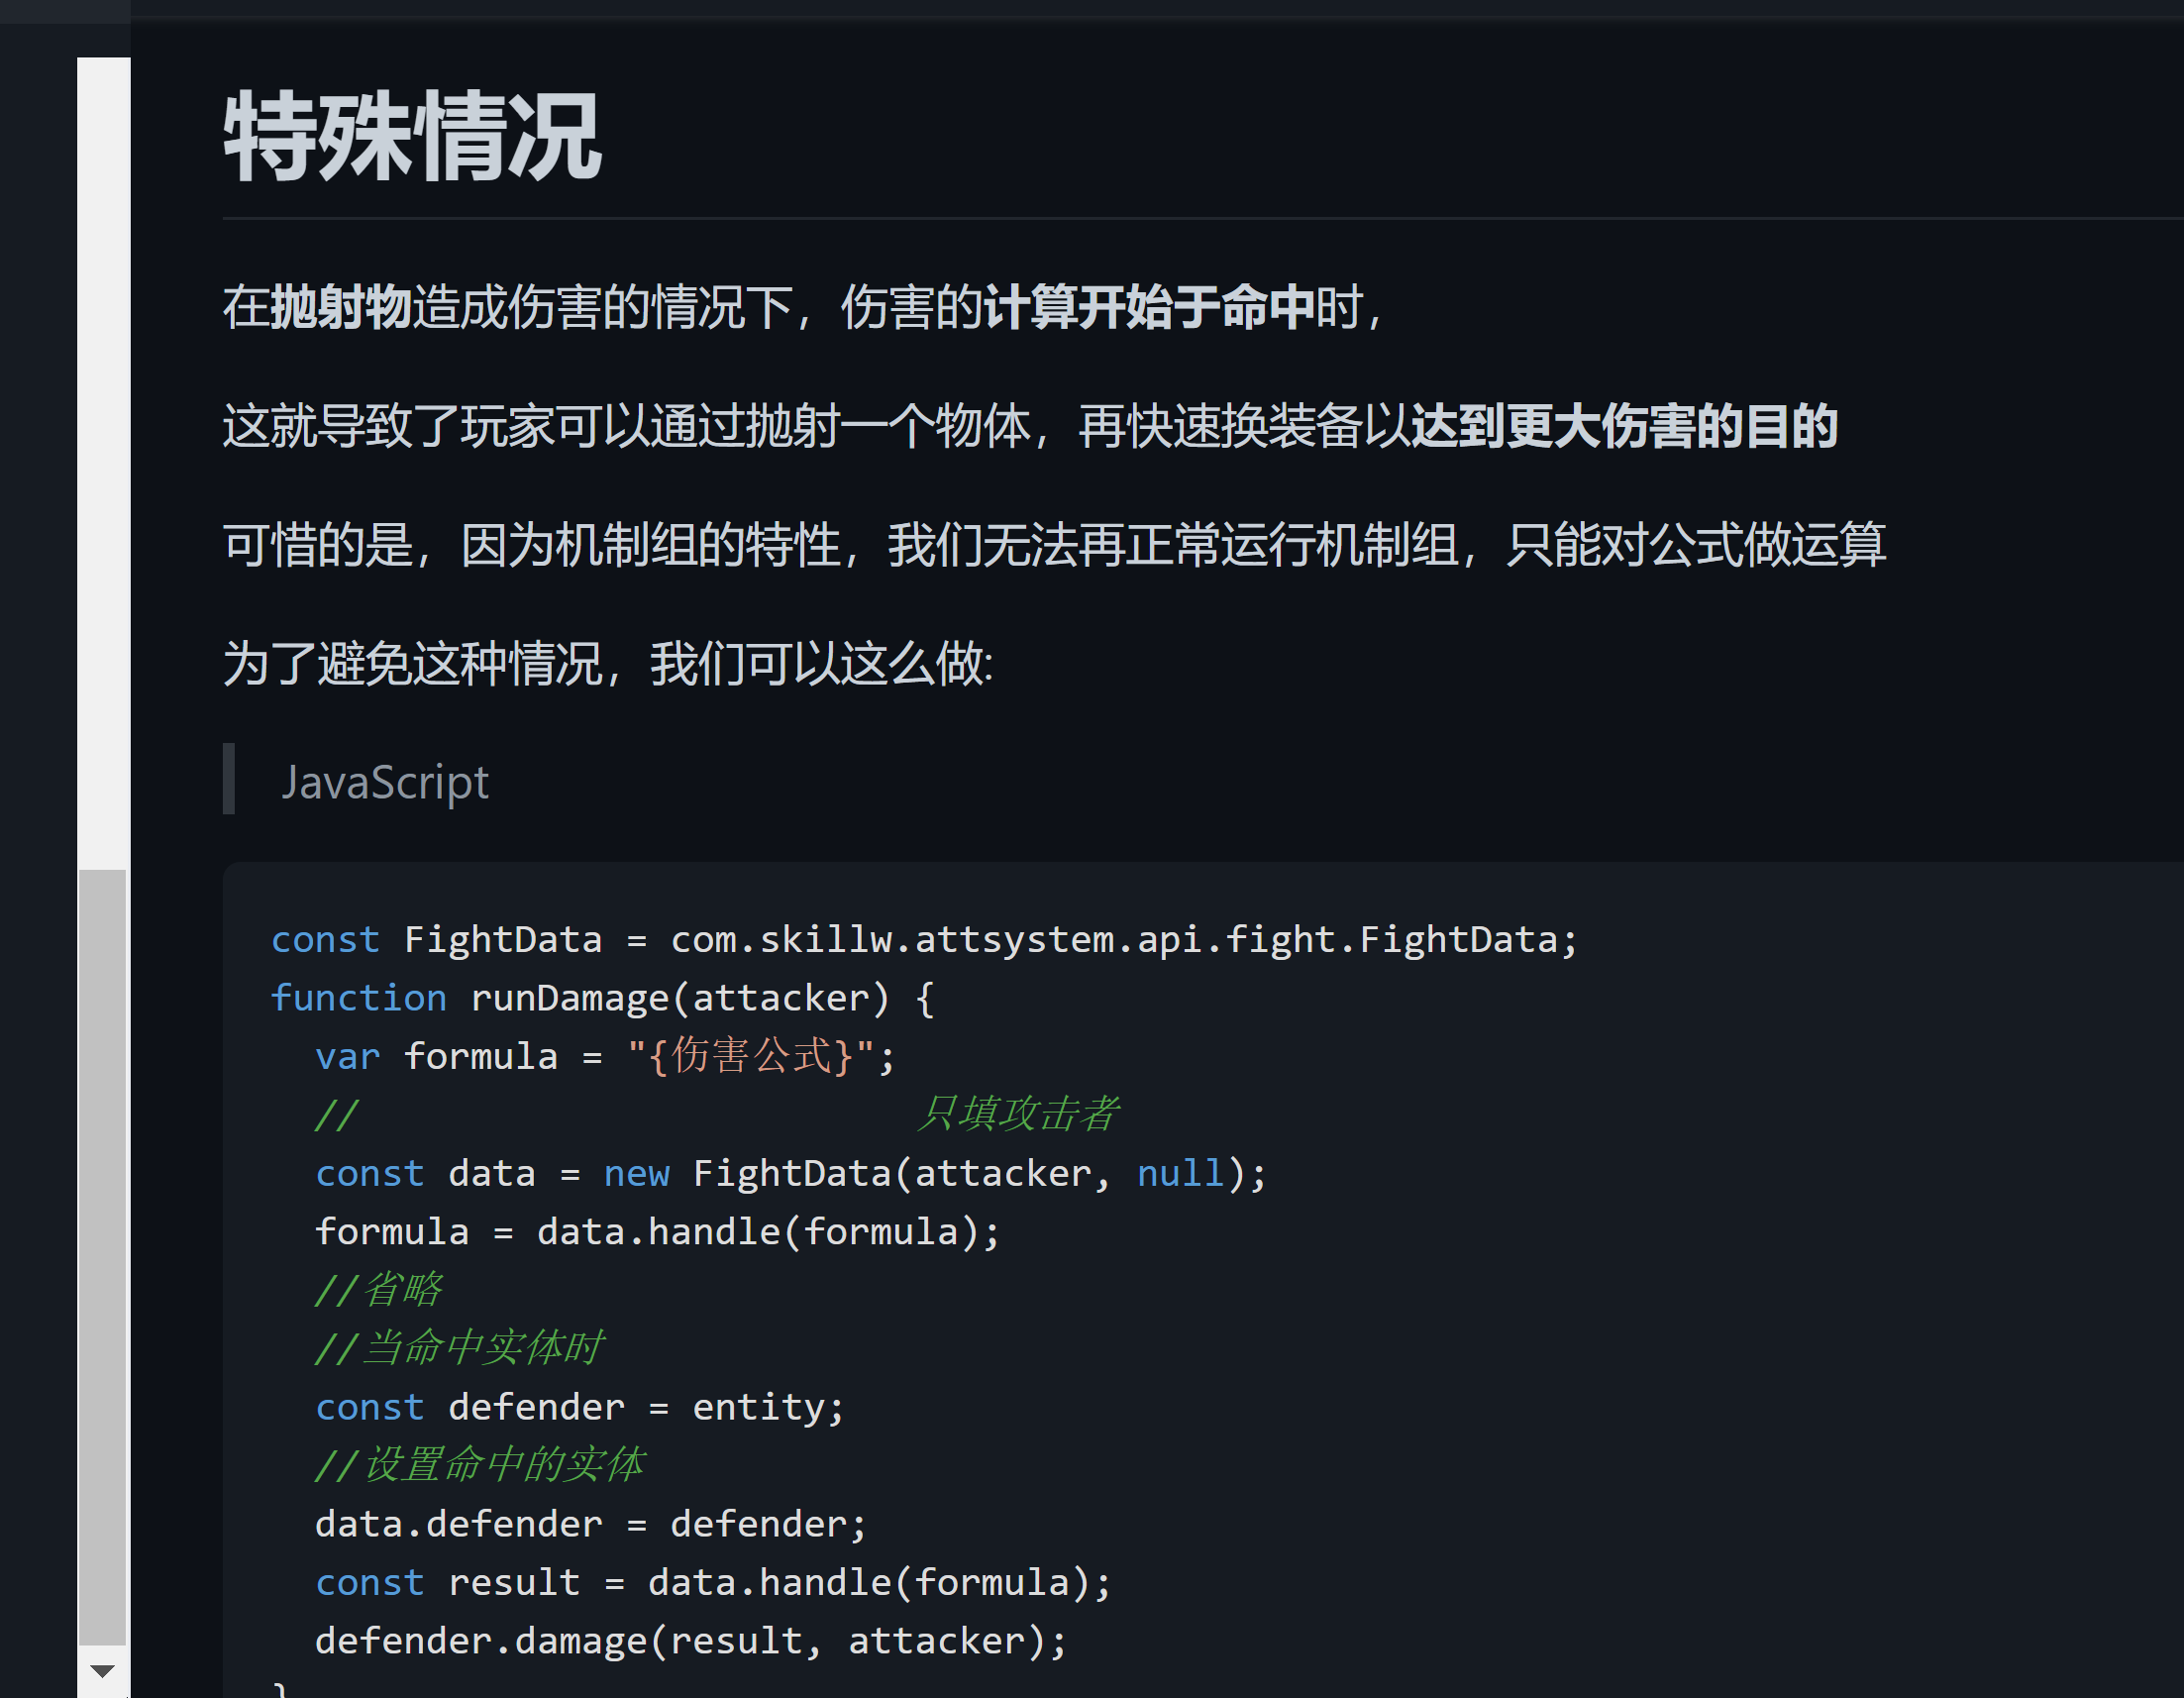 特殊情况
在抛射物造成伤害的情况下，伤害的计算开始于命中时，
这就导致了玩家可以通过抛射一个物体，再快速换装备以达到更大伤害的目的
可惜的是，因为机制组的特性，我们无法再正常运行机制组，只能对公式做运算
为了避免这种情况，我们可以这么做:
JavaScript
const FightData = com.skillw.attsystem.api.fight.FightData;
function runDamage(attacker) {
  var formula = "{伤害公式}";
  //                         只填攻击者
  const data = new FightData(attacker, null);
  formula = data.handle(formula);
  //省略
  //当命中实体时
  const defender = entity;
  //设置命中的实体
  data.defender = defender;
  const result = data.handle(formula);
  defender.damage(result, attacker);
}